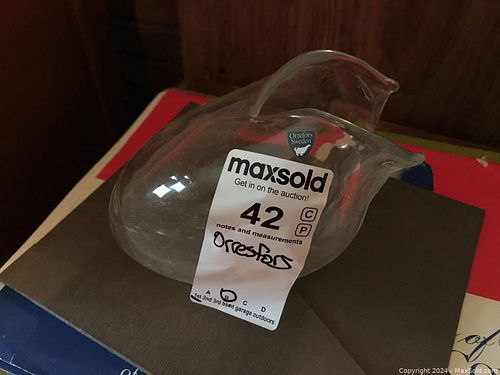 Orrefors
Sweden
maxsold
Get in on the auction!
42
C
P
notes and measurements
Orresfors
A B C D
1st 2nd 3rd bsmt garage outdoors
of
Copyright 2024 - MaxSold.com